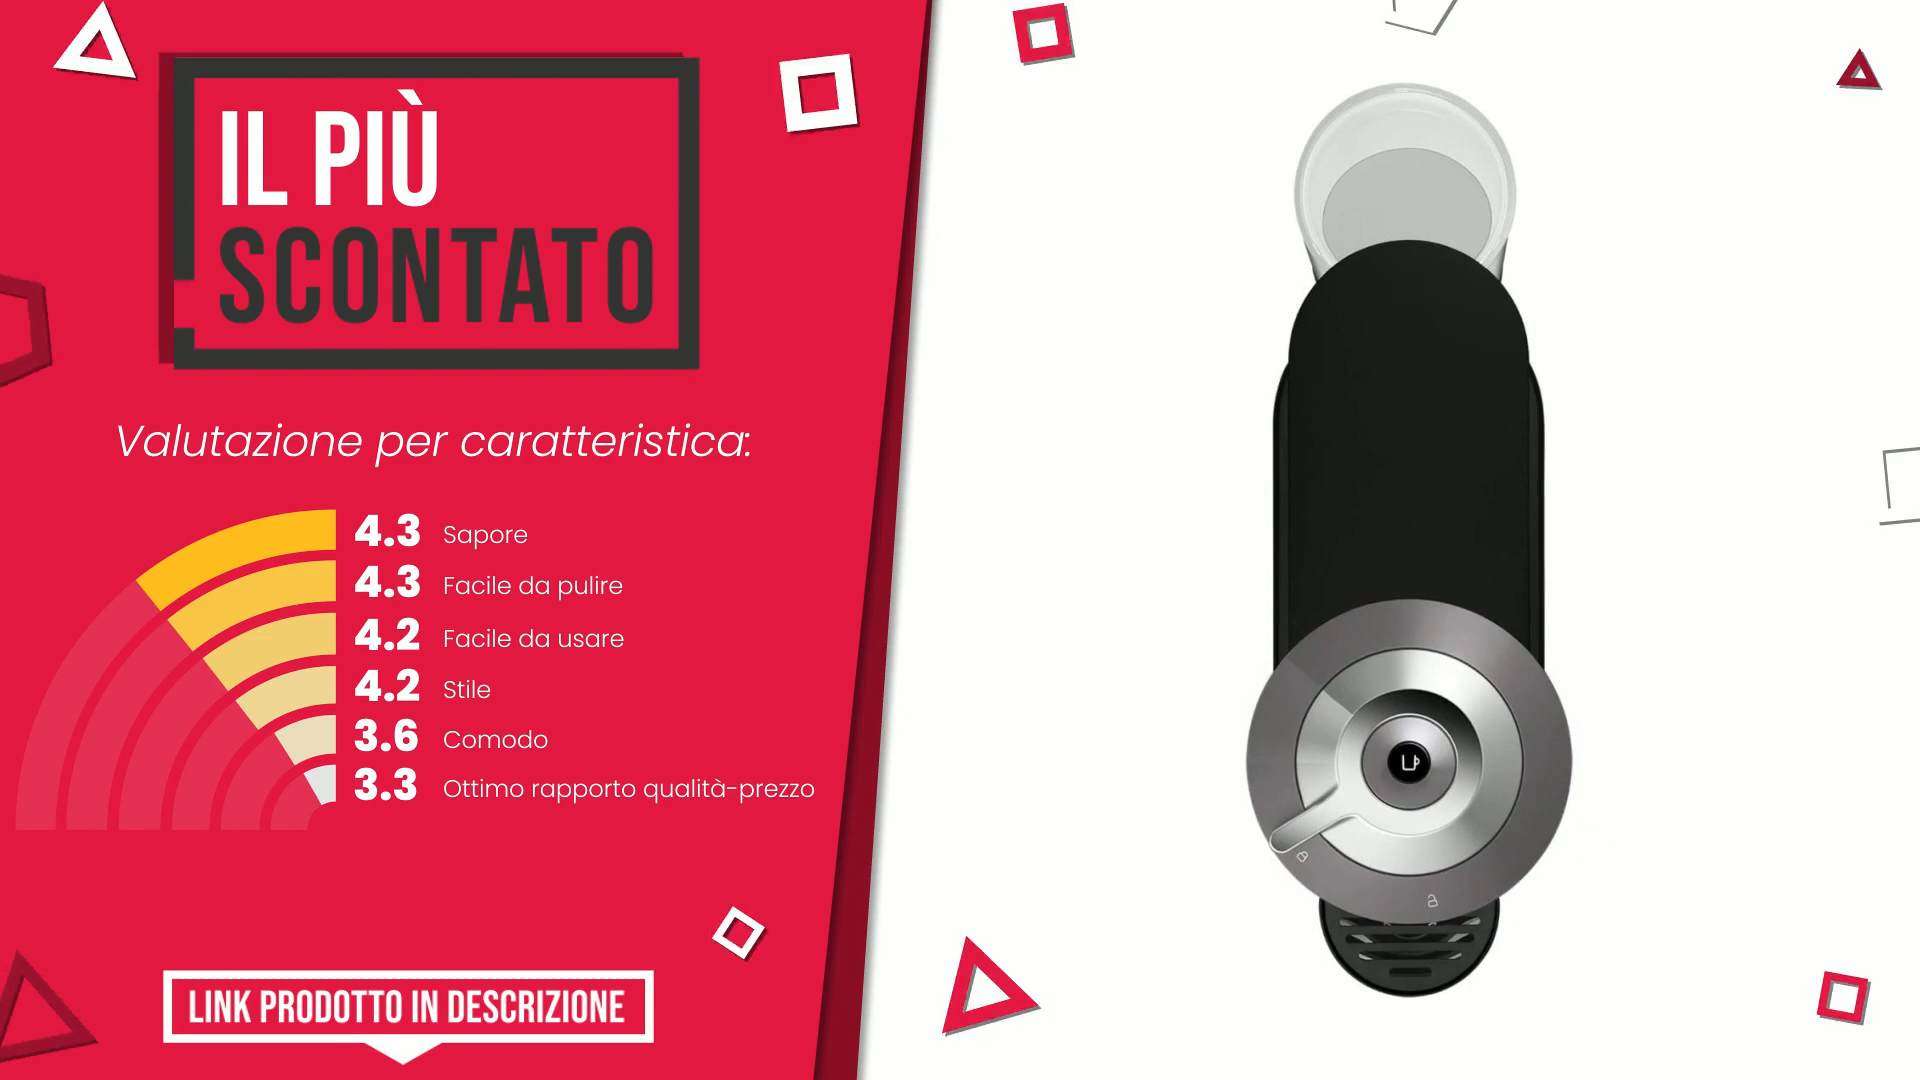 IL PIÙ
SCONTATO
Valutazione per caratteristica:
4.3 Sapore
4.3 Facile da pulire
4.2 Facile da usare
4.2 Stile
3.6 Comodo
3.3 Ottimo rapporto qualità-prezzo
LINK PRODOTTO IN DESCRIZIONE